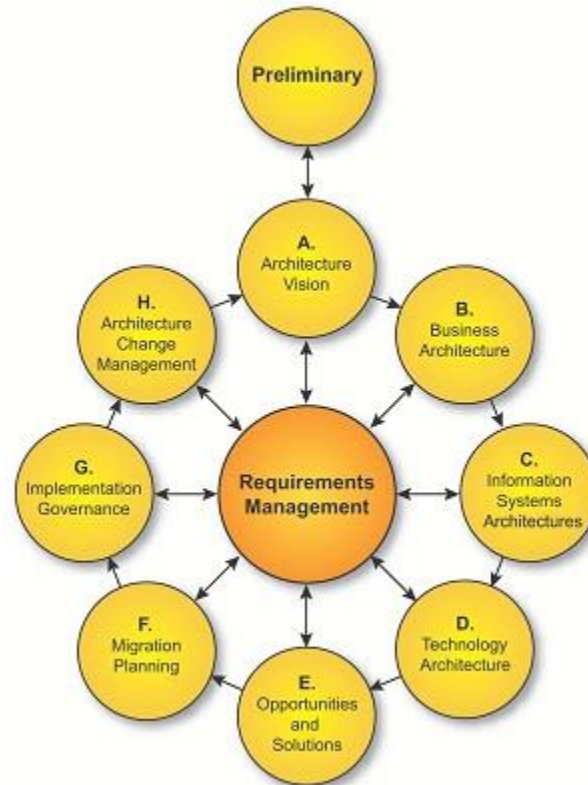 Preliminary
A.
Architecture
Vision
B.
Business
Architecture
C.
Information
Systems
Architectures
D.
Technology
Architecture
E.
Opportunities
and
Solutions
F.
Migration
Planning
G.
Implementation
Governance
H.
Architecture
Change
Management
Requirements
Management